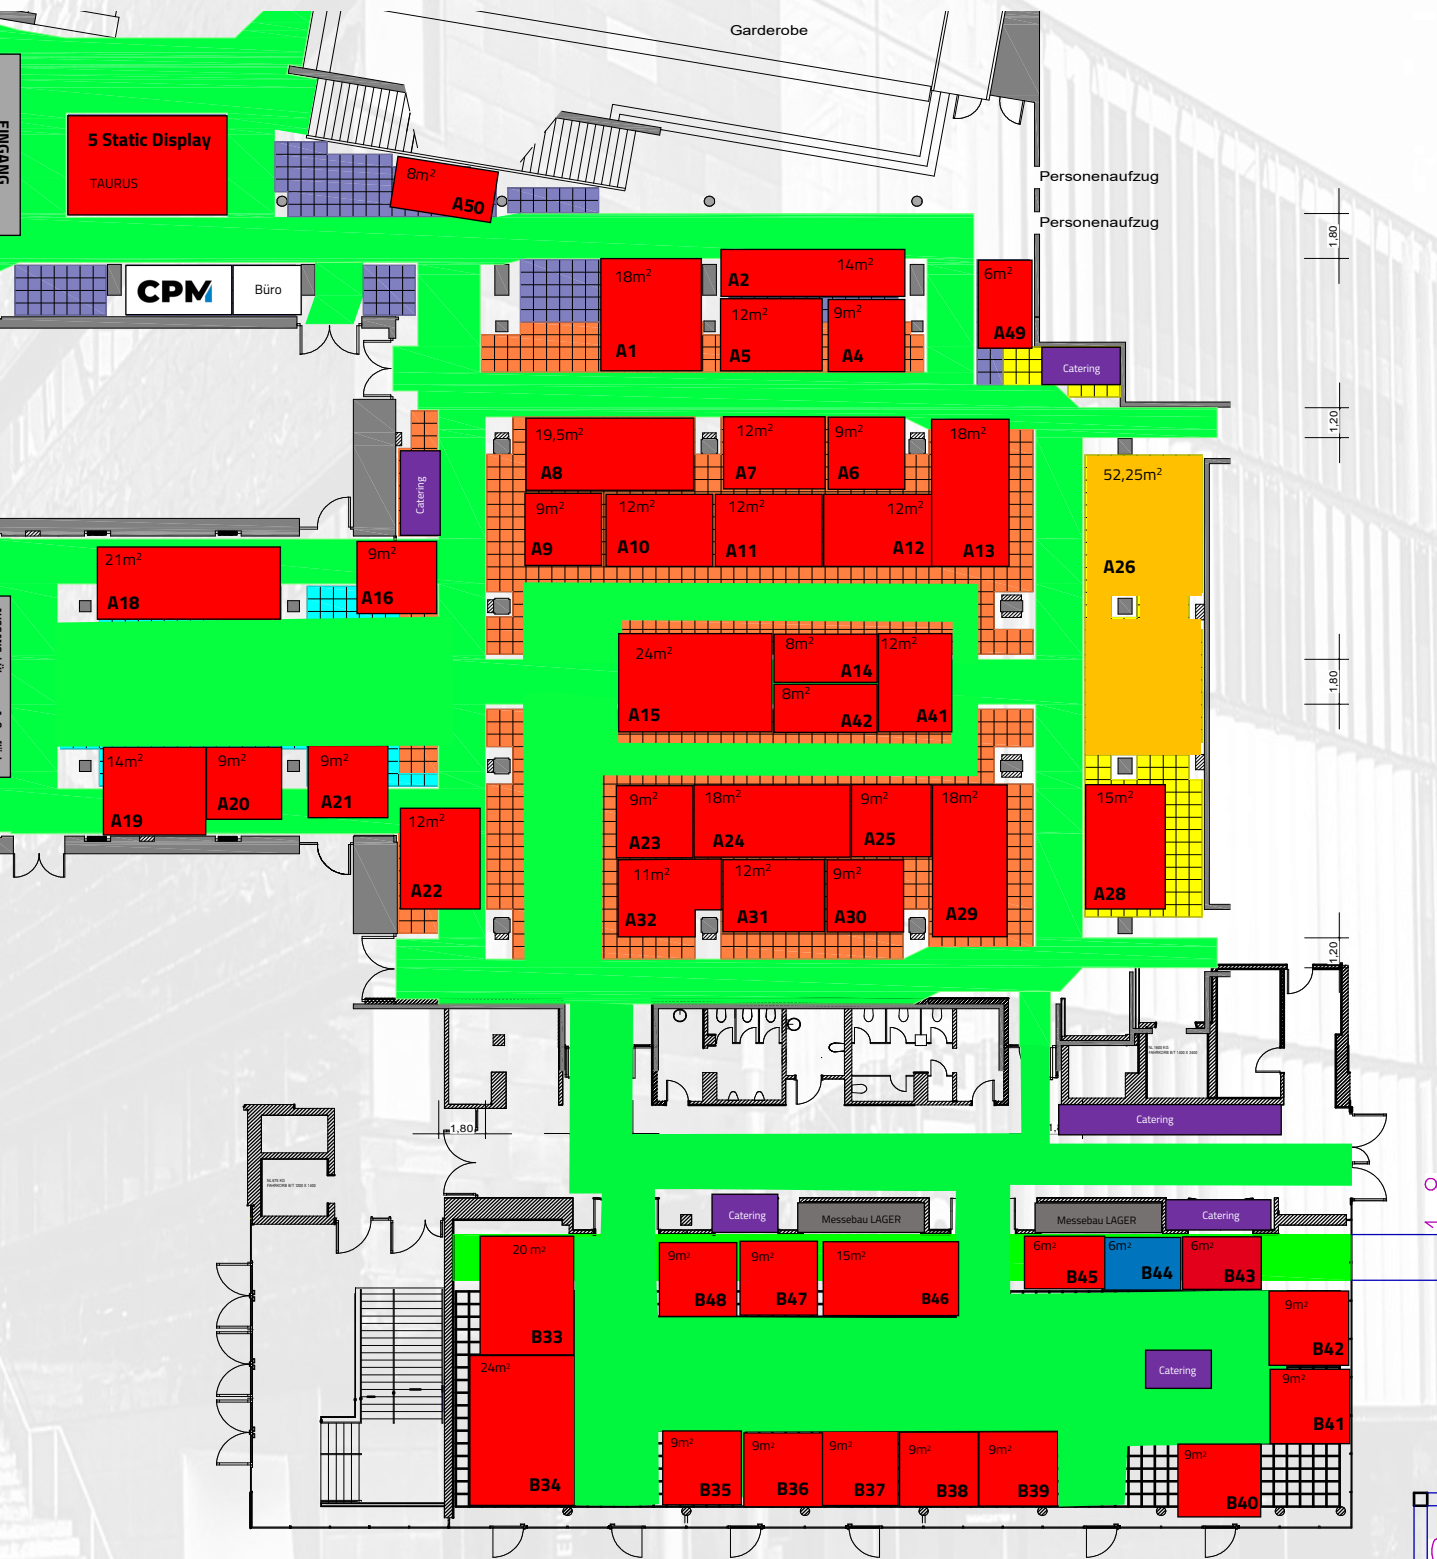 Garderobe
EINGANG
5 Static Display
TAURUS
8m²
A50
Personenaufzug
Personenaufzug
1,80
CPM
Büro
18m²
A1
A2
14m²
12m²
A5
9m²
A4
6m²
A49
Catering
1,20
19,5m²
A8
12m²
A7
9m²
A6
18m²
A13
52,25m²
A26
Catering
9m²
A9
12m²
A10
12m²
A11
12m²
A12
21m²
A18
9m²
A16
24m²
A15
8m²
A14
8m²
A42
12m²
A41
1,80
14m²
A19
9m²
A20
9m²
A21
12m²
A22
9m²
A23
18m²
A24
9m²
A25
18m²
A29
15m²
A28
11m²
A32
12m²
A31
9m²
A30
1,20
Catering
1,80
Catering
Messebau LAGER
Messebau LAGER
Catering
20 m²
B33
9m²
B48
9m²
B47
15m²
B46
6m²
B45
6m²
B44
6m²
B43
9m²
B42
24m²
B34
Catering
9m²
B41
9m²
B35
9m²
B36
9m²
B37
9m²
B38
9m²
B39
9m²
B40